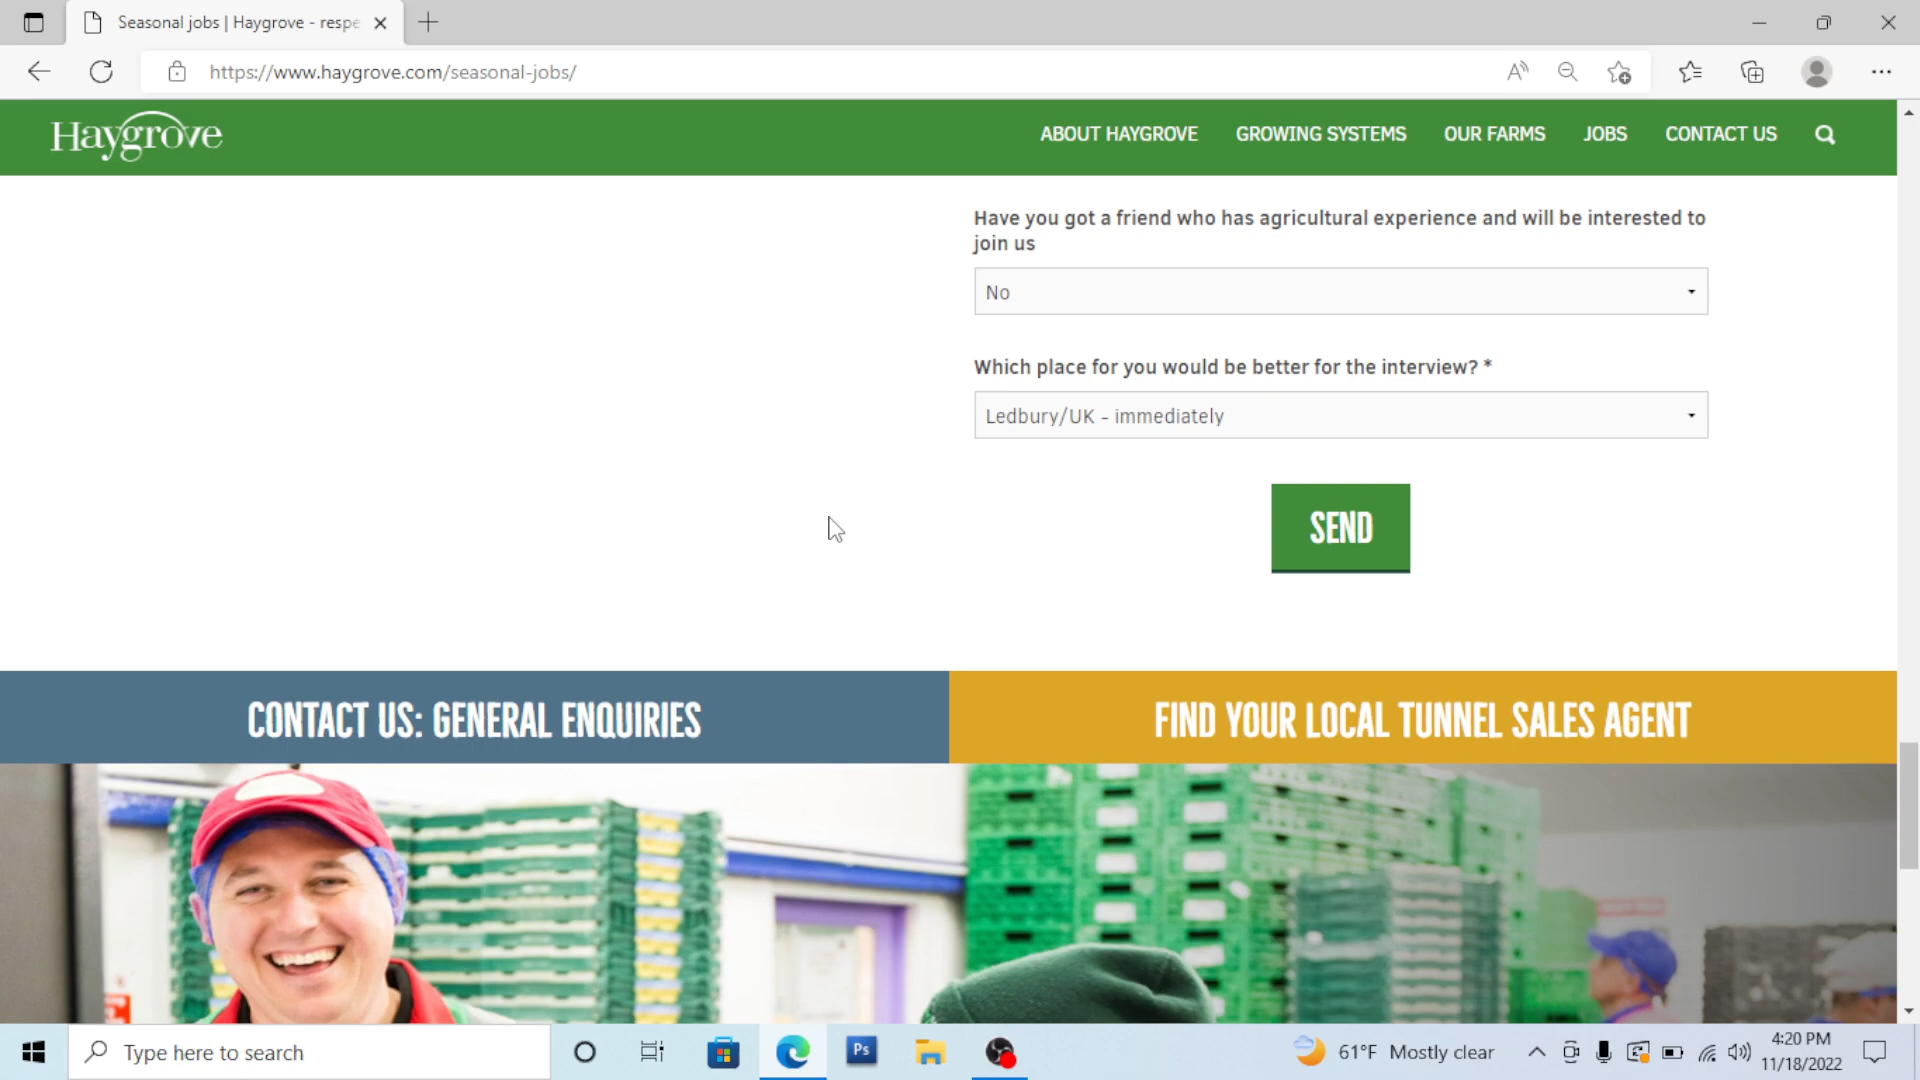 Seasonal jobs | Haygrove - respe
https://www.haygrove.com/seasonal-jobs/
Haygrove
ABOUT HAYGROVE
GROWING SYSTEMS
OUR FARMS
JOBS
CONTACT US
Have you got a friend who has agricultural experience and will be interested to
join us
No
Which place for you would be better for the interview? *
Ledbury/UK - immediately
SEND
CONTACT US: GENERAL ENQUIRIES
FIND YOUR LOCAL TUNNEL SALES AGENT
Type here to search
Ps
61°F Mostly clear
4:20 PM
11/18/2022